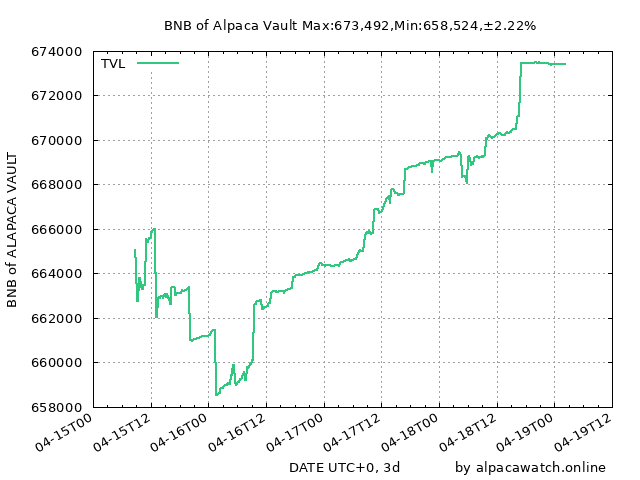 BNB of Alpaca Vault Max:673,492,Min:658,524,±2.22%
TVL
BNB of ALAPACA VAULT
674000
672000
670000
668000
666000
664000
662000
660000
658000
04-15T00
04-15T12
04-16T00
04-16T12
04-17T00
04-17T12
04-18T00
04-18T12
04-19T00
04-19T12
DATE UTC+0, 3d
by alpacawatch.online